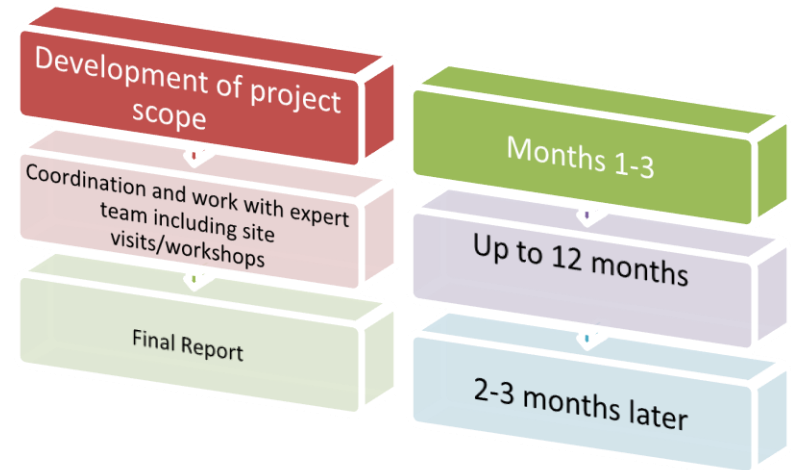 Development of project
scope
Coordination and work with expert
team including site
visits/workshops
Final Report
Months 1-3
Up to 12 months
2-3 months later